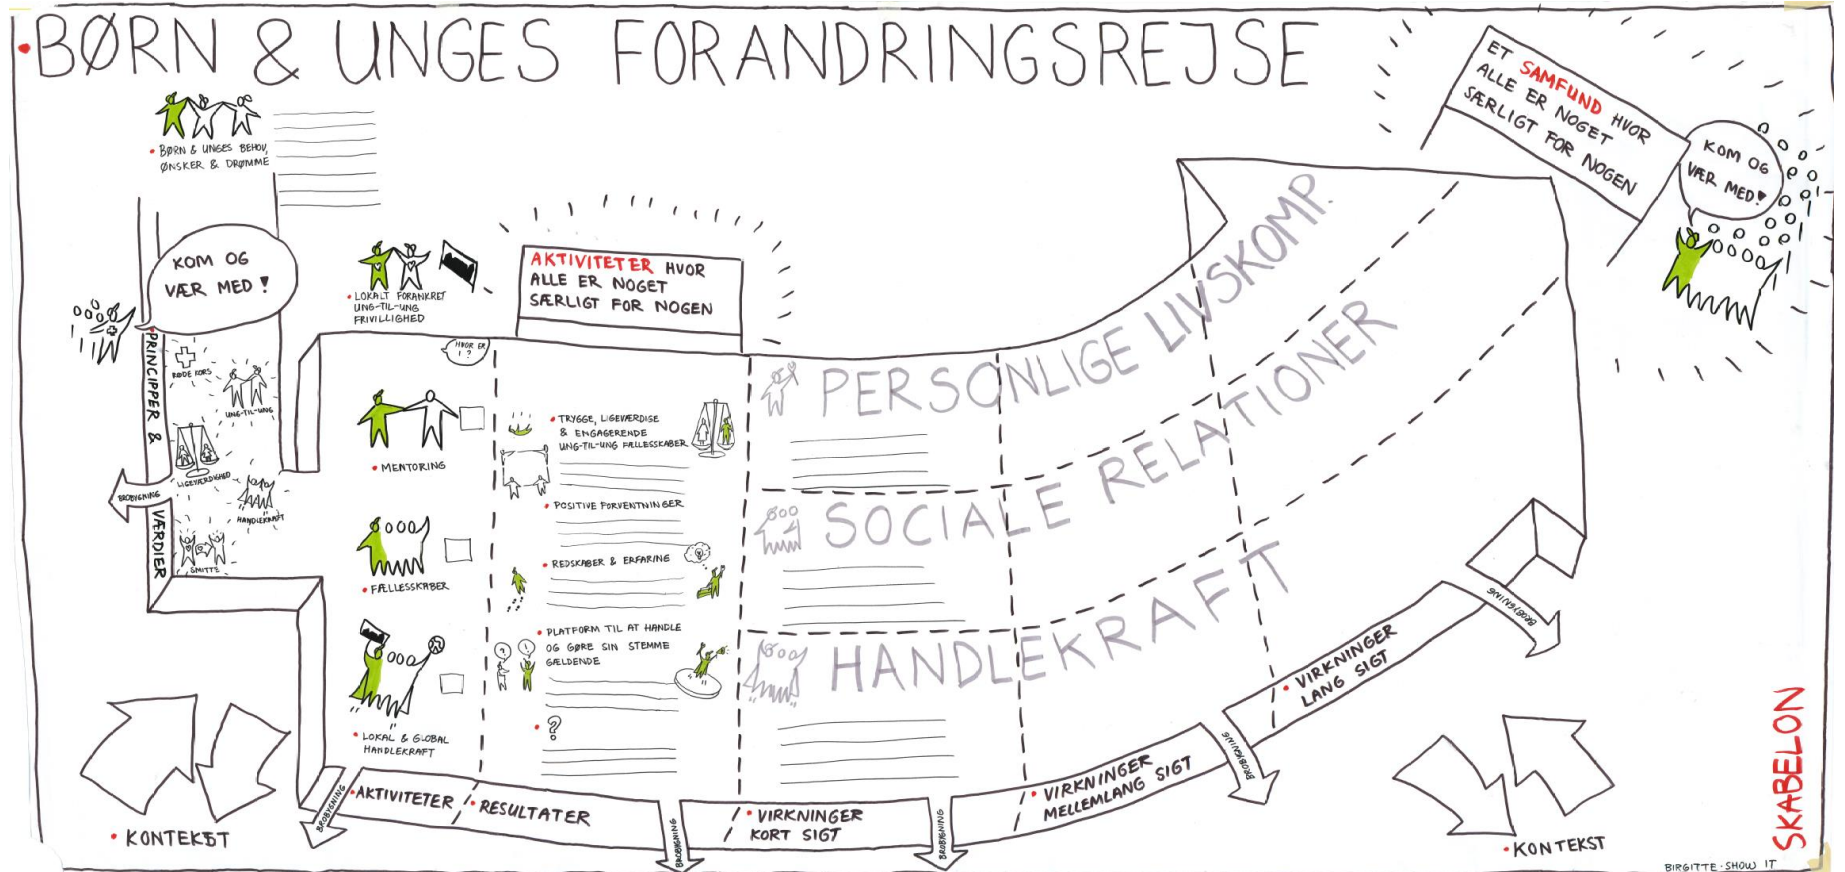 BØRN & UNGES FORANDRINGSREJSE
BØRN & UNGES BEHOV,
ØNSKER & DRØMME
KOM OG
VÆR MED!
PRINCIPPER &
VÆRDIER
RØDE KORS
UNG-TIL-UNG
LIGEVÆRDIGHED
HANDLEKRAFT
SMITTE
BROBYGNING
LOKALT FORANKRET
UNG-TIL-UNG
FRIVILLIGHED
AKTIVITETER HVOR
ALLE ER NOGET
SÆRLIGT FOR NOGEN
HVOR ER
I ?
MENTORING
FÆLLESSKABER
LOKAL & GLOBAL
HANDLEKRAFT
TRYGGE, LIGEVÆRDISE
& ENGAGERENDE
UNG-TIL-UNG FÆLLESSKABER
POSITIVE FORVENTNINGER
REDSKABER & ERFARING
PLATFORM TIL AT HANDLE
OG GØRE SIN STEMME
GÆLDENDE
?
!
?
PERSONLIGE LIVSKOMP.
SOCIALE RELATIONER
HANDLEKRAFT
ET SAMFUND HVOR
ALLE ER NOGET
SÆRLIGT FOR NOGEN
KOM OG
VÆR MED!
BROBYGNING
AKTIVITETER
RESULTATER
BROBYGNING
VIRKNINGER
KORT SIGT
BROBYGNING
VIRKNINGER
MELLEMLANG SIGT
BROBYGNING
VIRKNINGER
LANG SIGT
BROBYGNING
KONTEKST
KONTEKST
SKABELON
BIRGITTE·SHOW IT